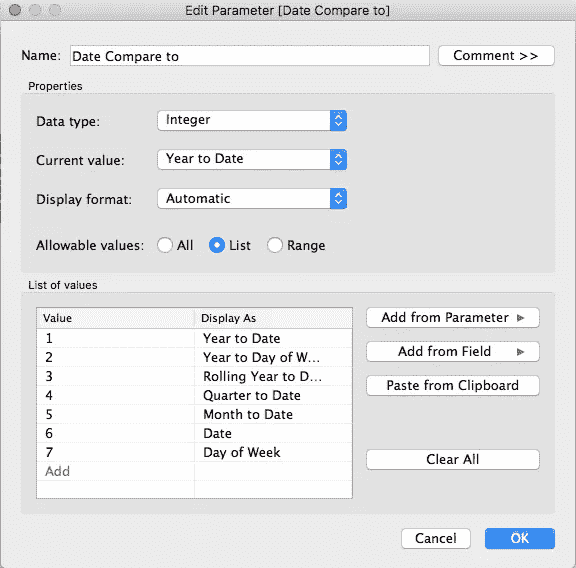 Edit Parameter [Date Compare to]
Name: Date Compare to Comment >>
Properties
Data type: Integer
Current value: Year to Date
Display format: Automatic
Allowable values: All List Range
List of values
Value Display As
1 Year to Date
2 Year to Day of W...
3 Rolling Year to D...
4 Quarter to Date
5 Month to Date
6 Date
7 Day of Week
Add
Add from Parameter
Add from Field
Paste from Clipboard
Clear All
Cancel OK